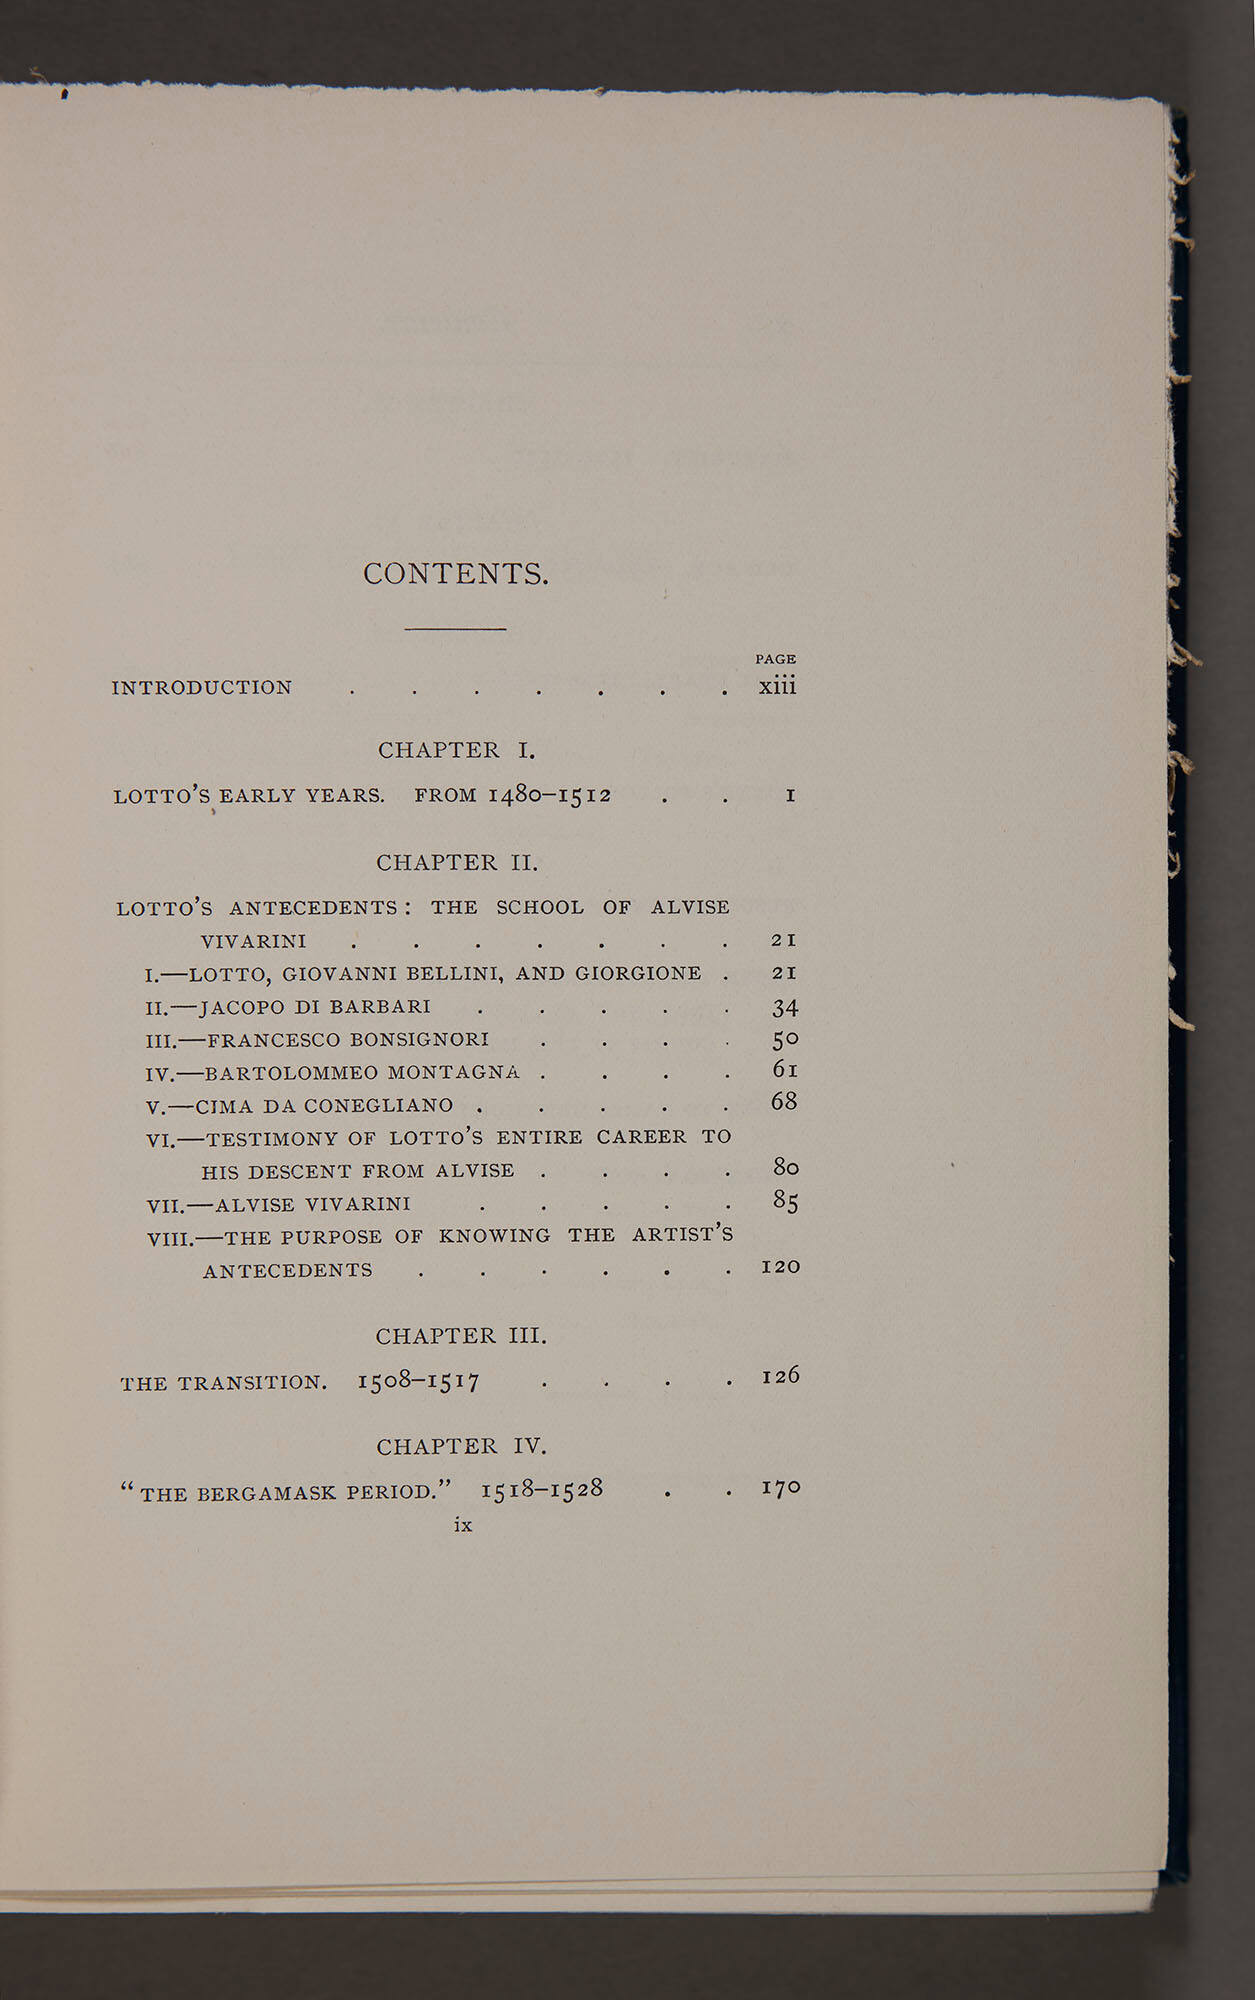 CONTENTS.
PAGE
INTRODUCTION . . . . . . . xiii
CHAPTER I.
LOTTO'S EARLY YEARS. FROM 1480–1512 . . 1
CHAPTER II.
LOTTO'S ANTECEDENTS: THE SCHOOL OF ALVISE
VIVARINI . . . . . . . 21
I.—LOTTO, GIOVANNI BELLINI, AND GIORGIONE . 21
II.—JACOPO DI BARBARI . . . . . 34
III.—FRANCESCO BONSIGNORI . . . . 50
IV.—BARTOLOMMEO MONTAGNA . . . . 61
V.—CIMA DA CONEGLIANO . . . . . 68
VI.—TESTIMONY OF LOTTO'S ENTIRE CAREER TO
HIS DESCENT FROM ALVISE . . . . 80
VII.—ALVISE VIVARINI . . . . . 85
VIII.—THE PURPOSE OF KNOWING THE ARTIST'S
ANTECEDENTS . . . . . . 120
CHAPTER III.
THE TRANSITION. 1508–1517 . . . . 126
CHAPTER IV.
"THE BERGAMASK PERIOD." 1518–1528 . . 170
ix